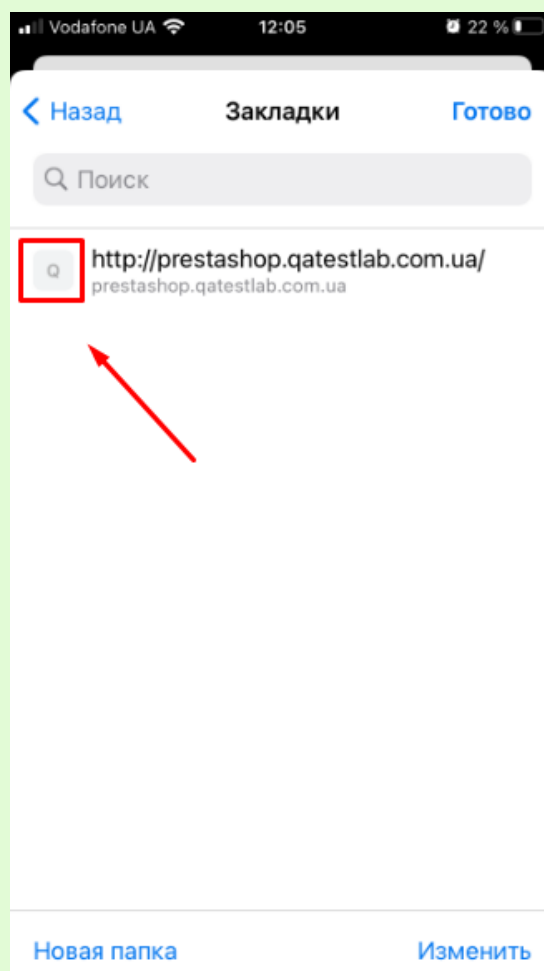 Vodafone UA 12:05 22 %
Назад Закладки Готово
Поиск
Q http://prestashop.qatestlab.com.ua/
prestashop.qatestlab.com.ua
Новая папка Изменить